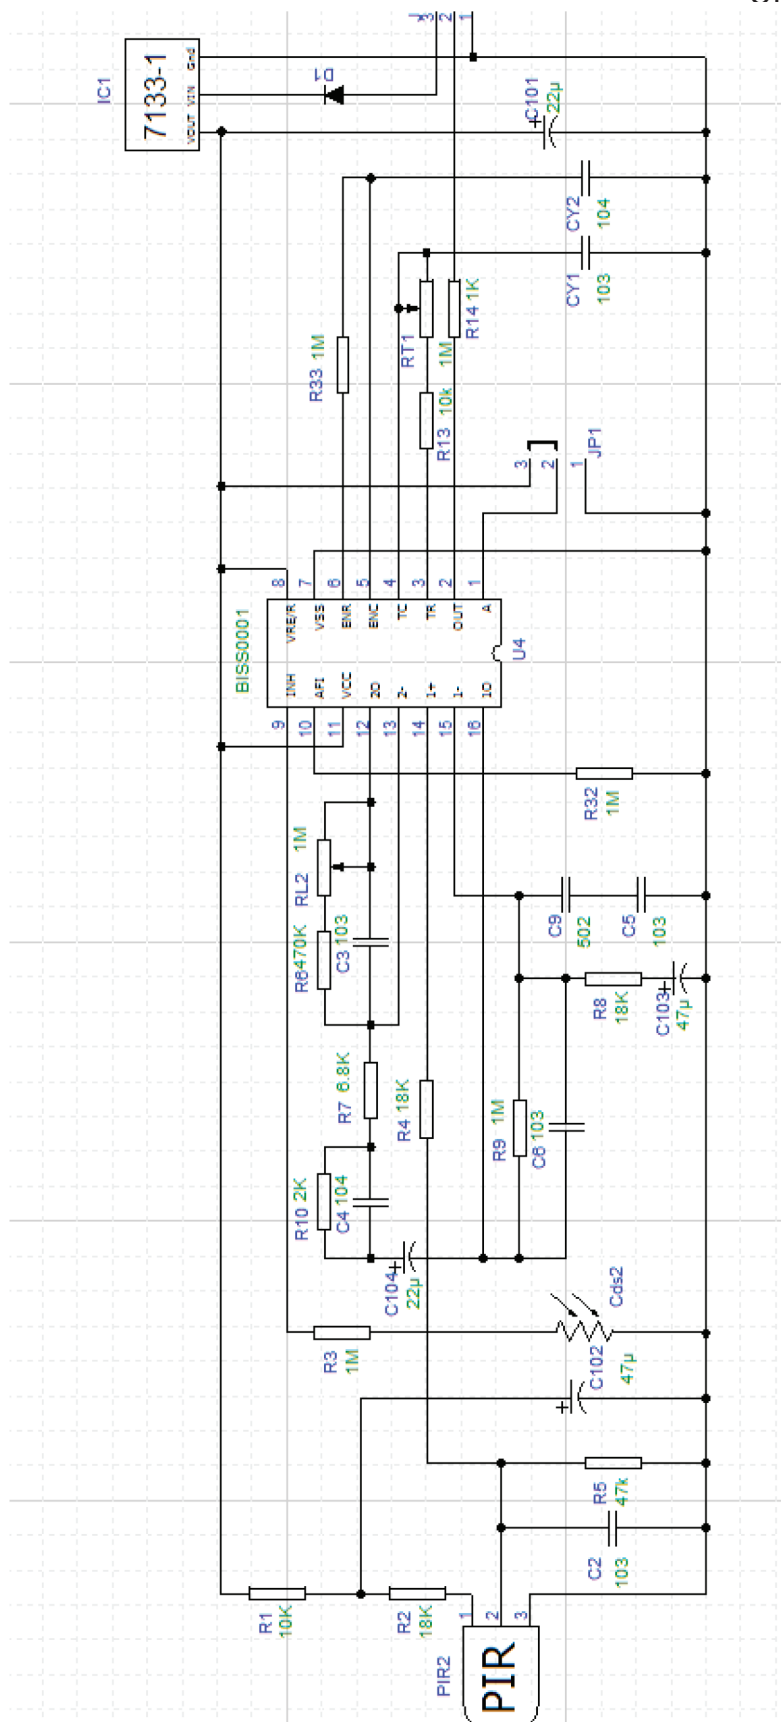 IC1
7133-1
Gnd
VIN
VOUT
D1
3
2
1
C101
22µ
CY2
104
CY1
103
R33
1M
RT1
1M
R14
1K
R13
10k
JP1
3
2
1
BISS0001
U4
8
7
6
5
4
3
2
1
VRE/R
VSS
ENR
ENC
TC
TR
OUT
A
INH
AFI
VCC
2O
2-
1+
1-
1O
9
10
11
12
13
14
15
16
R32
1M
RL2
1M
R6
470K
C3
103
C9
502
C5
103
R8
18K
C103
47µ
R7
6.8K
R4
18K
R9
1M
C6
103
R10
2K
C4
104
C104
22µ
R3
1M
Cds2
C102
47µ
R5
47k
C2
103
R1
10K
R2
18K
PIR2
PIR
1
2
3